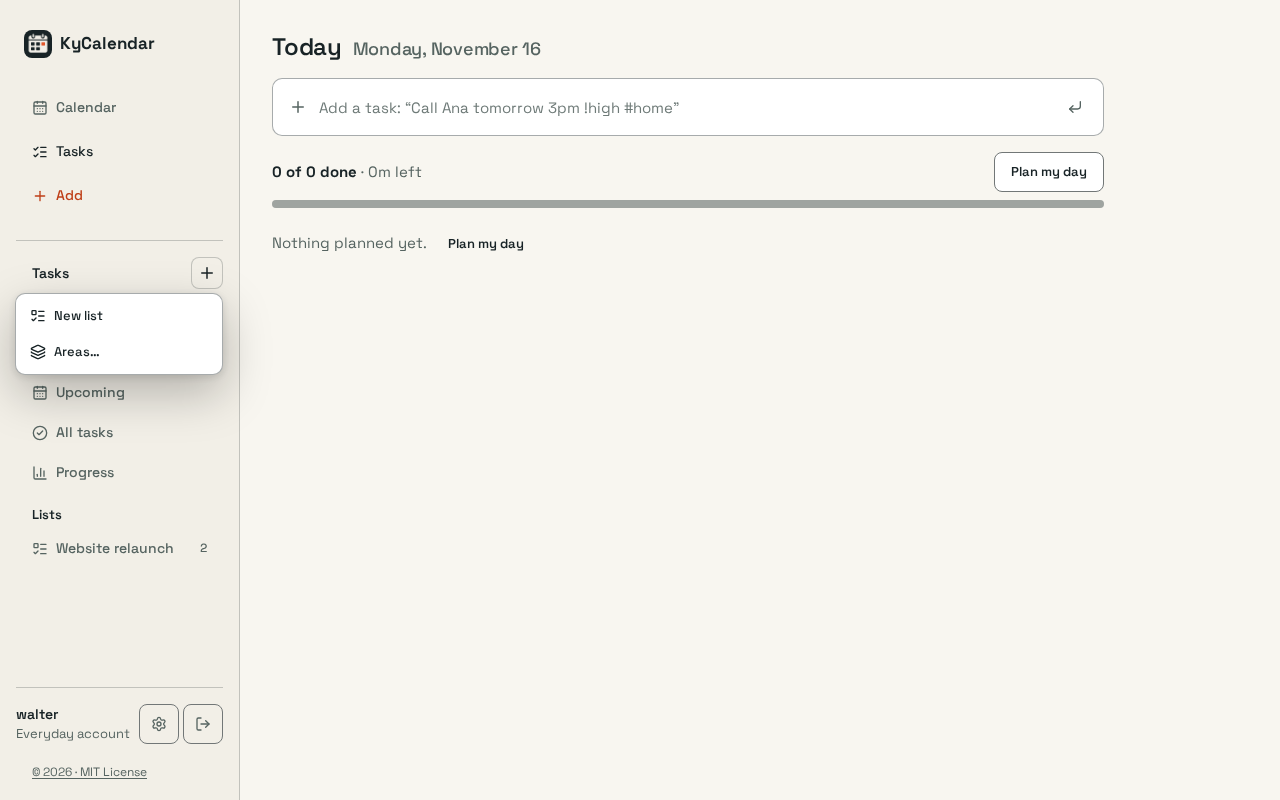 KyCalendar
Calendar
Tasks
Add
Tasks
New list
Areas...
Upcoming
All tasks
Progress
Lists
Website relaunch 2
walter
Everyday account
© 2026 · MIT License
Today Monday, November 16
Add a task: “Call Ana tomorrow 3pm !high #home”
0 of 0 done · 0m left
Plan my day
Nothing planned yet. Plan my day